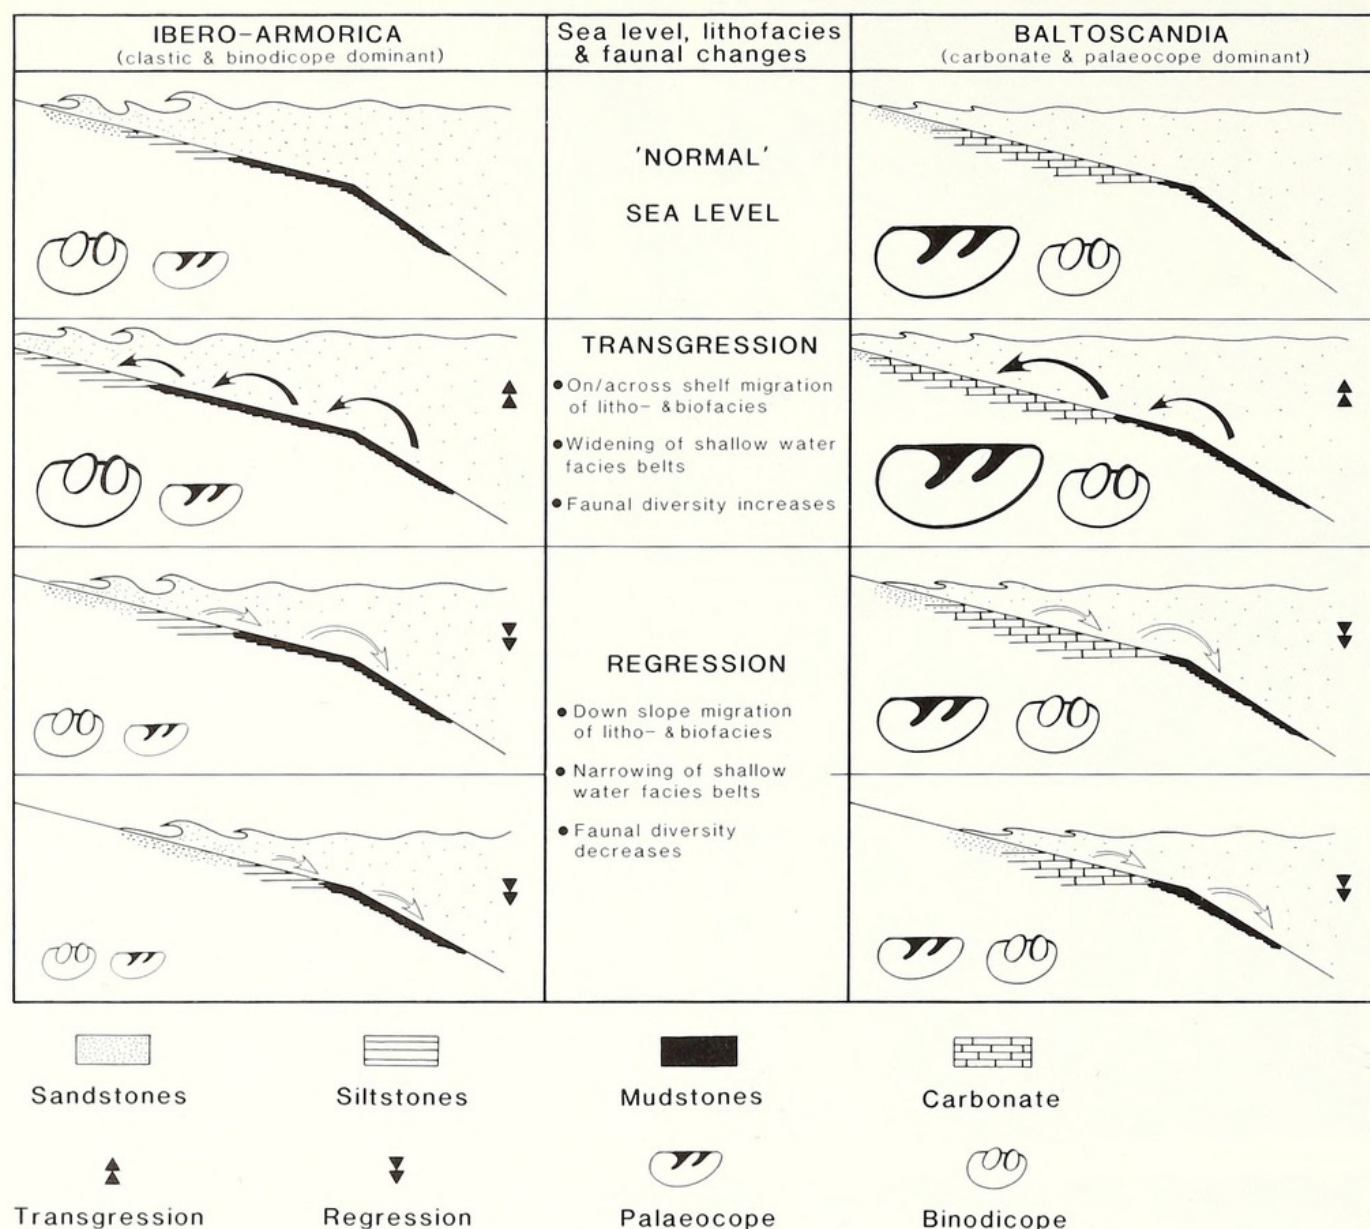 IBERO-ARMORICA
(clastic & binodicope dominant)
Sea level, lithofacies
& faunal changes
BALTOSCANDIA
(carbonate & palaeocope dominant)
'NORMAL'
SEA LEVEL
TRANSGRESSION
● On/across shelf migration
of litho- & biofacies
● Widening of shallow water
facies belts
● Faunal diversity increases
REGRESSION
● Down slope migration
of litho- & biofacies
● Narrowing of shallow
water facies belts
● Faunal diversity
decreases
Sandstones
Siltstones
Mudstones
Carbonate
Transgression
Regression
Palaeocope
Binodicope